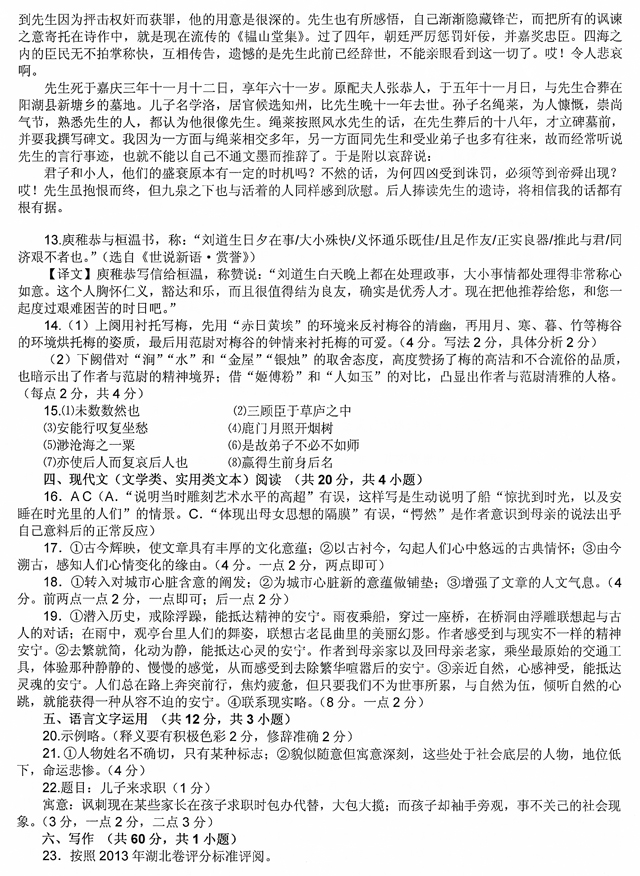 到先生因为抨击权奸而获罪，他的用意是很深的。先生也有所感悟，自己渐渐隐藏锋芒，而把所有的讽谏
之意寄托在诗作中，就是现在流传的《韫山堂集》。过了四年，朝廷严厉惩罚奸佞，并嘉奖忠臣。四海之
内的臣民无不拍掌称快，互相传告，遗憾的是先生此前已经辞世，不能亲眼看到这一切了。哎！令人悲哀
啊。
先生死于嘉庆三年十一月十二日，享年六十一岁。原配夫人张恭人，于五年十一月日，与先生合葬在
阳湖县新塘乡的墓地。儿子名学洛，居官候选知州，比先生晚十一年去世。孙子名绳莱，为人慷慨，崇尚
气节，熟悉先生的人，都认为他很像先生。绳莱按照风水先生的话，在先生葬后的十八年，才立碑墓前，
并要我撰写碑文。我因为一方面与绳莱相交多年，另一方面同先生和受业弟子也多有往来，故而经常听说
先生的言行事迹，也就不能以自己不通文墨而推辞了。于是附以哀辞说：
君子和小人，他们的盛衰原本有一定的时机吗？不然的话，为何四凶受到诛罚，必须等到帝舜出现？
哎！先生虽抱恨而终，但九泉之下也与活着的人同样感到欣慰。后人捧读先生的遗诗，将相信我的话都有
根有据。
13.庾稚恭与桓温书，称：“刘道生日夕在事/大小殊快/义怀通乐既佳/且足作友/正实良器/推此与君/同
济艰不者也。”（选自《世说新语·赏誉》）
【译文】庾稚恭写信给桓温，称赞说：“刘道生白天晚上都在处理政事，大小事情都处理得非常称心
如意。这个人胸怀仁义，豁达和乐，而且很值得结为良友，确实是优秀人才。现在把他推荐给您，和您一
起度过艰难困苦的时日吧。”
14.（1）上阕用衬托写梅，先用“赤日黄埃”的环境来反衬梅谷的清幽，再用月、寒、暮、竹等梅谷
的环境烘托梅的姿质，最后用范尉对梅谷的钟情来衬托梅的可爱。（4分。写法2分，具体分析2分）
（2）下阕借对“涧”“水”和“金屋”“银烛”的取舍态度，高度赞扬了梅的高洁和不合流俗的品质，
也暗示出了作者与范尉的精神境界；借“姬傅粉”和“人如玉”的对比，凸显出作者与范尉清雅的人格。
（每点2分，共4分）
15.⑴未数数然也 ⑵三顾臣于草庐之中
⑶安能行叹复坐愁 ⑷鹿门月照开烟树
⑸渺沧海之一粟 ⑹是故弟子不必不如师
⑺亦使后人而复哀后人也 ⑻赢得生前身后名
四、现代文（文学类、实用类文本）阅读 （共20分，共4小题）
16．A C（A．“说明当时雕刻艺术水平的高超”有误，这样写是生动说明了船“惊扰到时光，以及安
睡在时光里的人们”的情景。C．“体现出母女思想的隔膜”有误，“愕然”是作者意识到母亲的说法出乎
自己意料后的正常反应）
17．①古今辉映，使文章具有丰厚的文化意蕴；②以古衬今，勾起人们心中悠远的古典情怀；③由今
溯古，感知人们心情变化的缘由。（4分。一点2分，两点即可）
18．①转入对城市心脏含意的阐发；②为城市心脏新的意蕴做铺垫；③增强了文章的人文气息。（4
分。前两点一点2分，一点即可；后一点2分）
19．①潜入历史，戒除浮躁，能抵达精神的安宁。雨夜乘船，穿过一座桥，在桥洞由浮雕联想起与古
人的对话；在雨中，观亭台里人们的舞姿，联想古老昆曲里的美丽幻影。作者感受到与现实不一样的精神
安宁。②去繁就简，化动为静，能抵达心灵的安宁。作者到母亲家以及回母亲老家，乘坐最原始的交通工
具，体验那种静静的、慢慢的感觉，从而感受到去除繁华喧嚣后的安宁。③亲近自然，心感神受，能抵达
灵魂的安宁。人们总在路上奔突前行，焦灼疲惫，但只要我们不为世事所累，与自然为伍，倾听自然的心
跳，就能获得一种从容不迫的安宁。④联系现实略。（8分。一点2分）
五、语言文字运用 （共12分，共3小题）
20.示例略。（释义要有积极色彩2分，修辞准确2分）
21.①人物姓名不确切，只有某种标志；②貌似随意但寓意深刻，这些处于社会底层的人物，地位低
下，命运悲惨。（4分）
22.题目：儿子来求职（1分）
寓意：讽刺现在某些家长在孩子求职时包办代替，大包大揽；而孩子却袖手旁观，事不关己的社会现
象。（3分，一点2分，二点3分）
六、写作 （共60分，共1小题）
23．按照2013年湖北卷评分标准评阅。